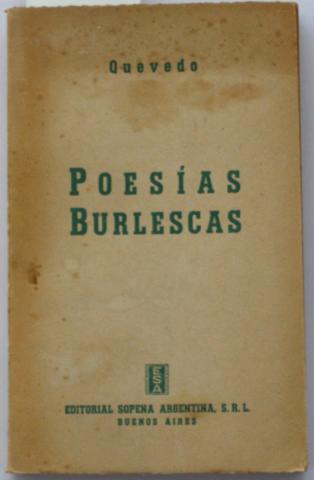 Quevedo
POESÍAS
BURLESCAS
ESA
EDITORIAL SOPENA ARGENTINA, S. R. L.
BUENOS AIRES